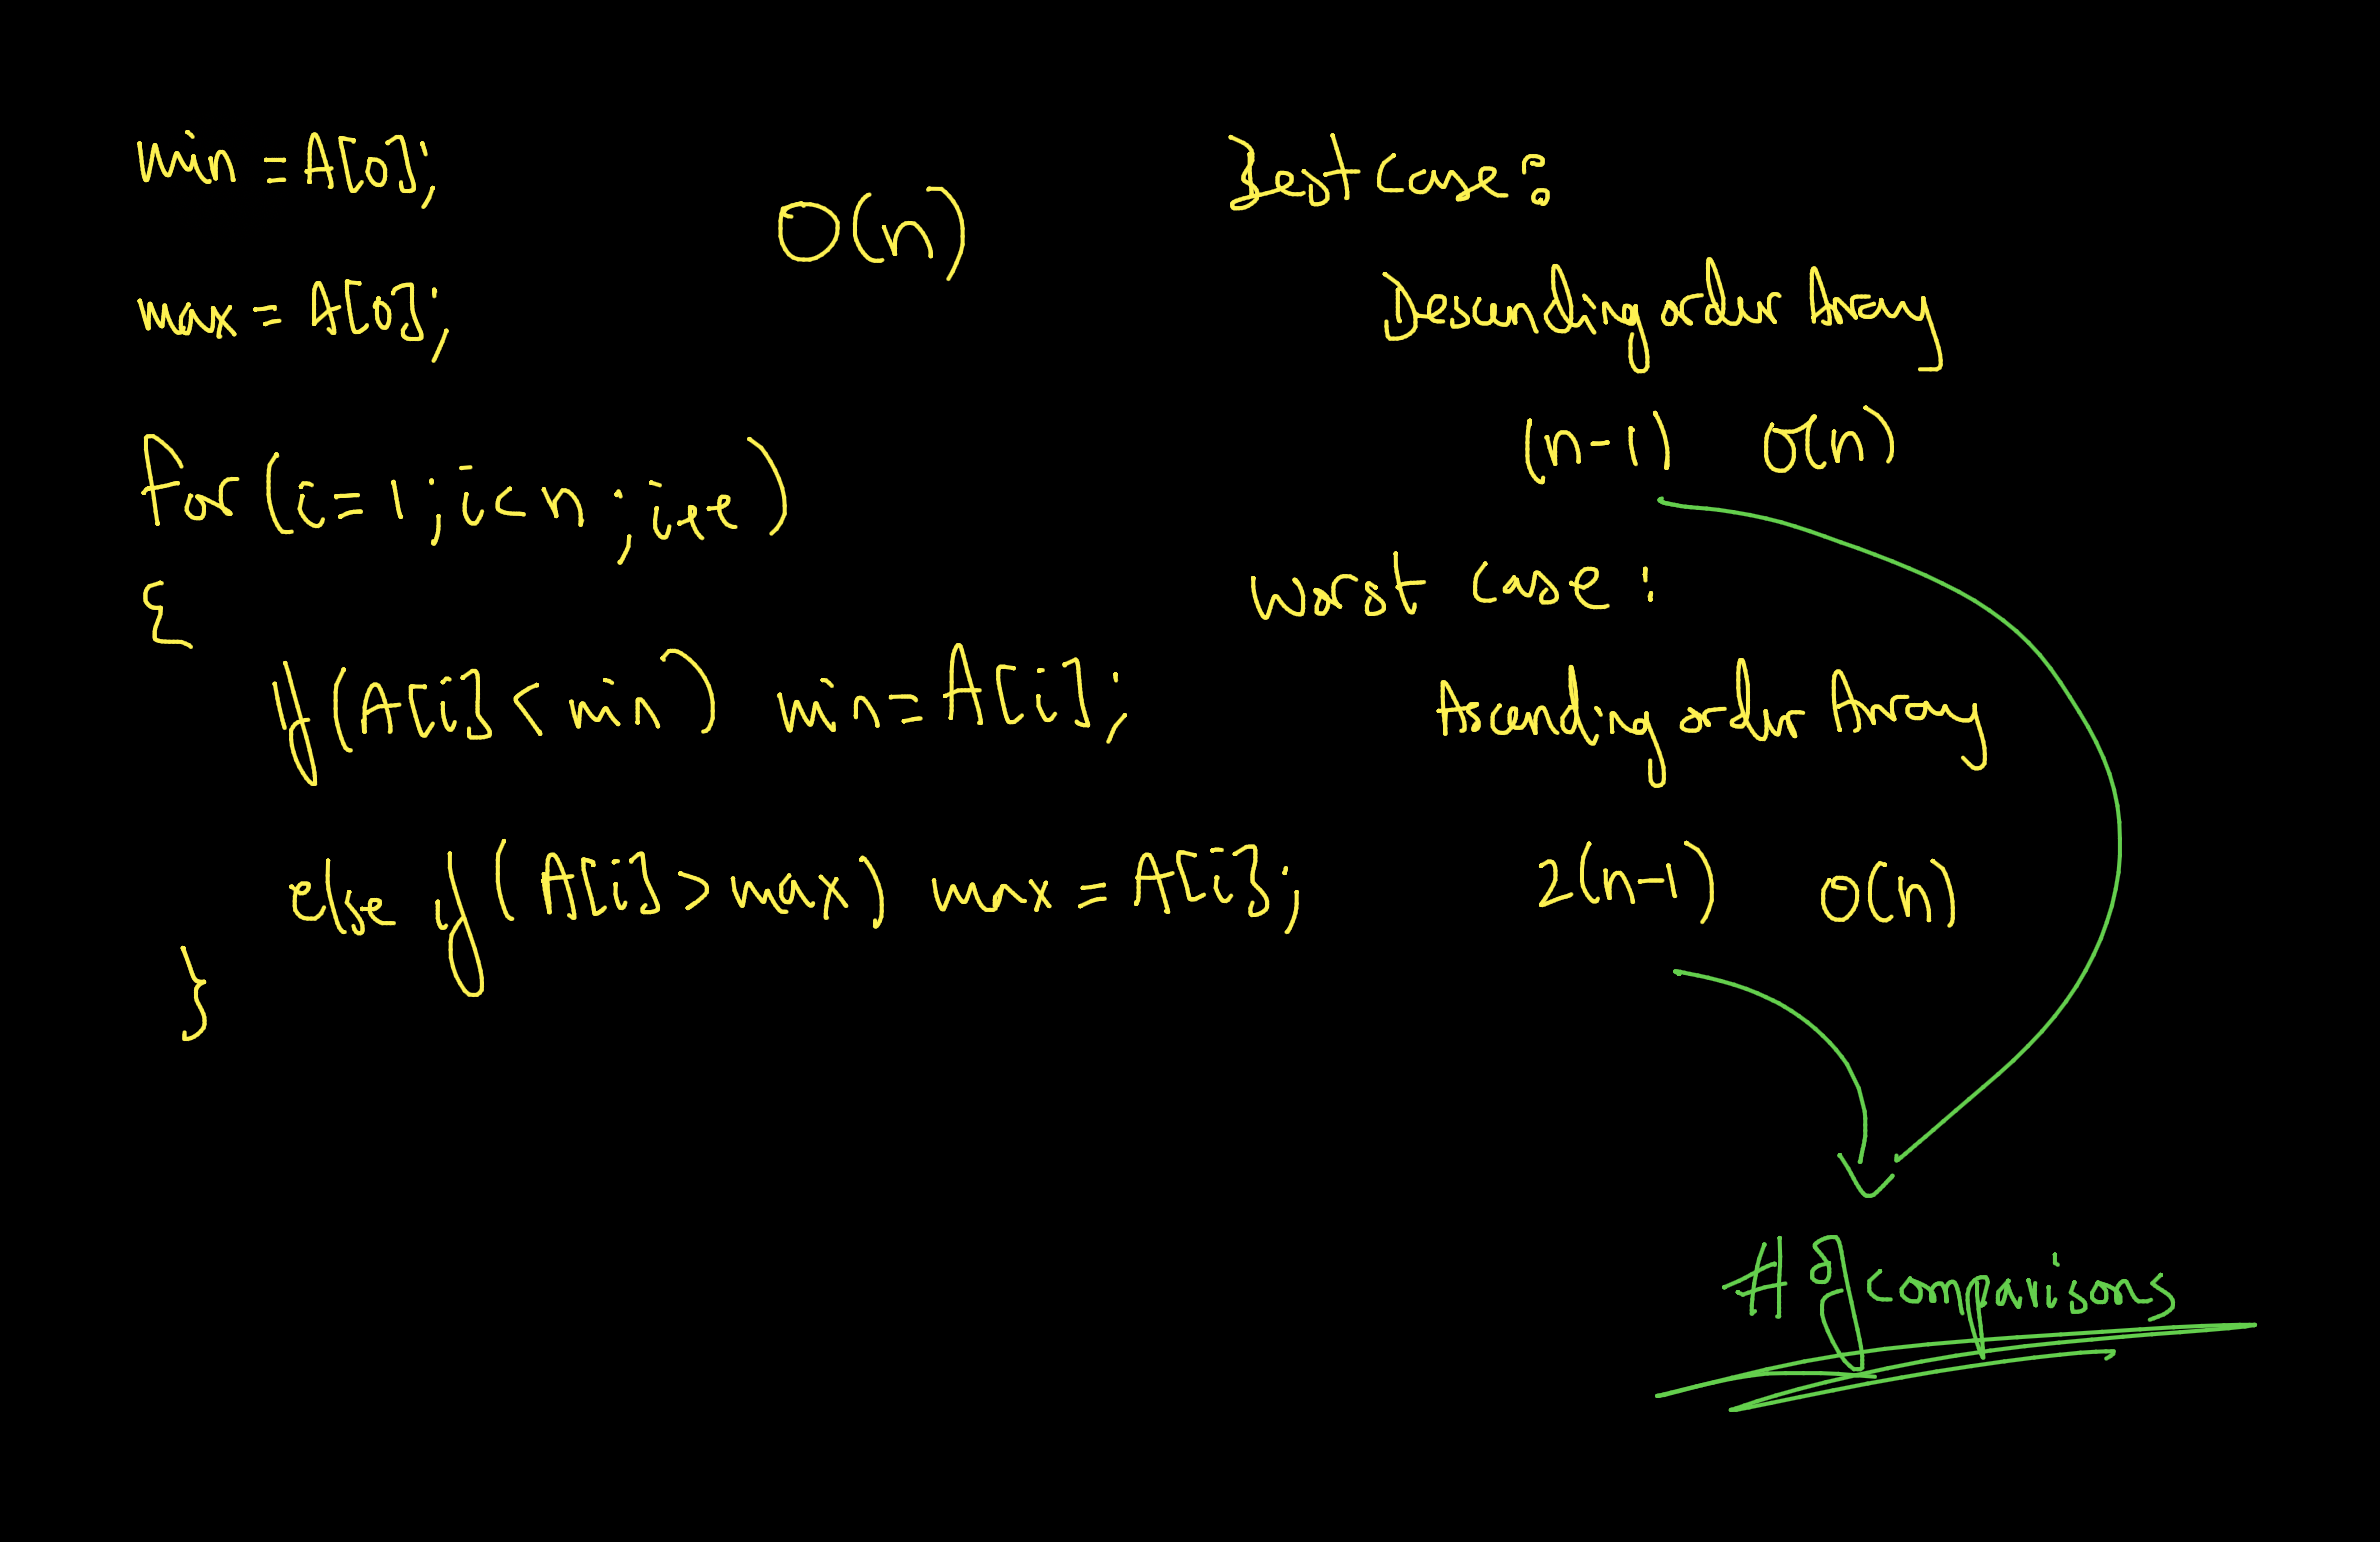 min = A[0];
max = A[0];
O(n)
for (i=1; i<n; i++)
{
if (A[i] < min) min = A[i];
else if (A[i] > max) max = A[i];
}
Best case:
Descending order Array
(n-1) O(n)
Worst case:
Ascending order Array
2(n-1) O(n)
# of comparisons